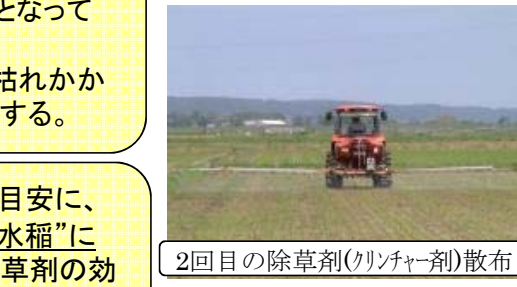 となって
枯れかか
する。
目安に、
水稲”に
草剤の効
2回目の除草剤(ｸﾘﾝﾁｬｰ剤)散布